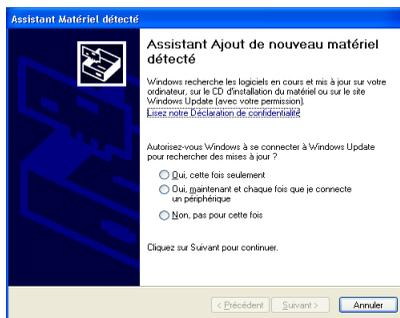 Assistant Matériel détecté
Assistant Ajout de nouveau matériel
détecté
Windows recherche les logiciels en cours et mis à jour sur votre
ordinateur, sur le CD d'installation du matériel ou sur le site
Windows Update (avec votre permission).
Lisez notre Déclaration de confidentialité
Autorisez-vous Windows à se connecter à Windows Update
pour rechercher des mises à jour ?
Oui, cette fois seulement
Oui, maintenant et chaque fois que je connecte
un périphérique
Non, pas pour cette fois
Cliquez sur Suivant pour continuer.
< Précédent
Suivant >
Annuler